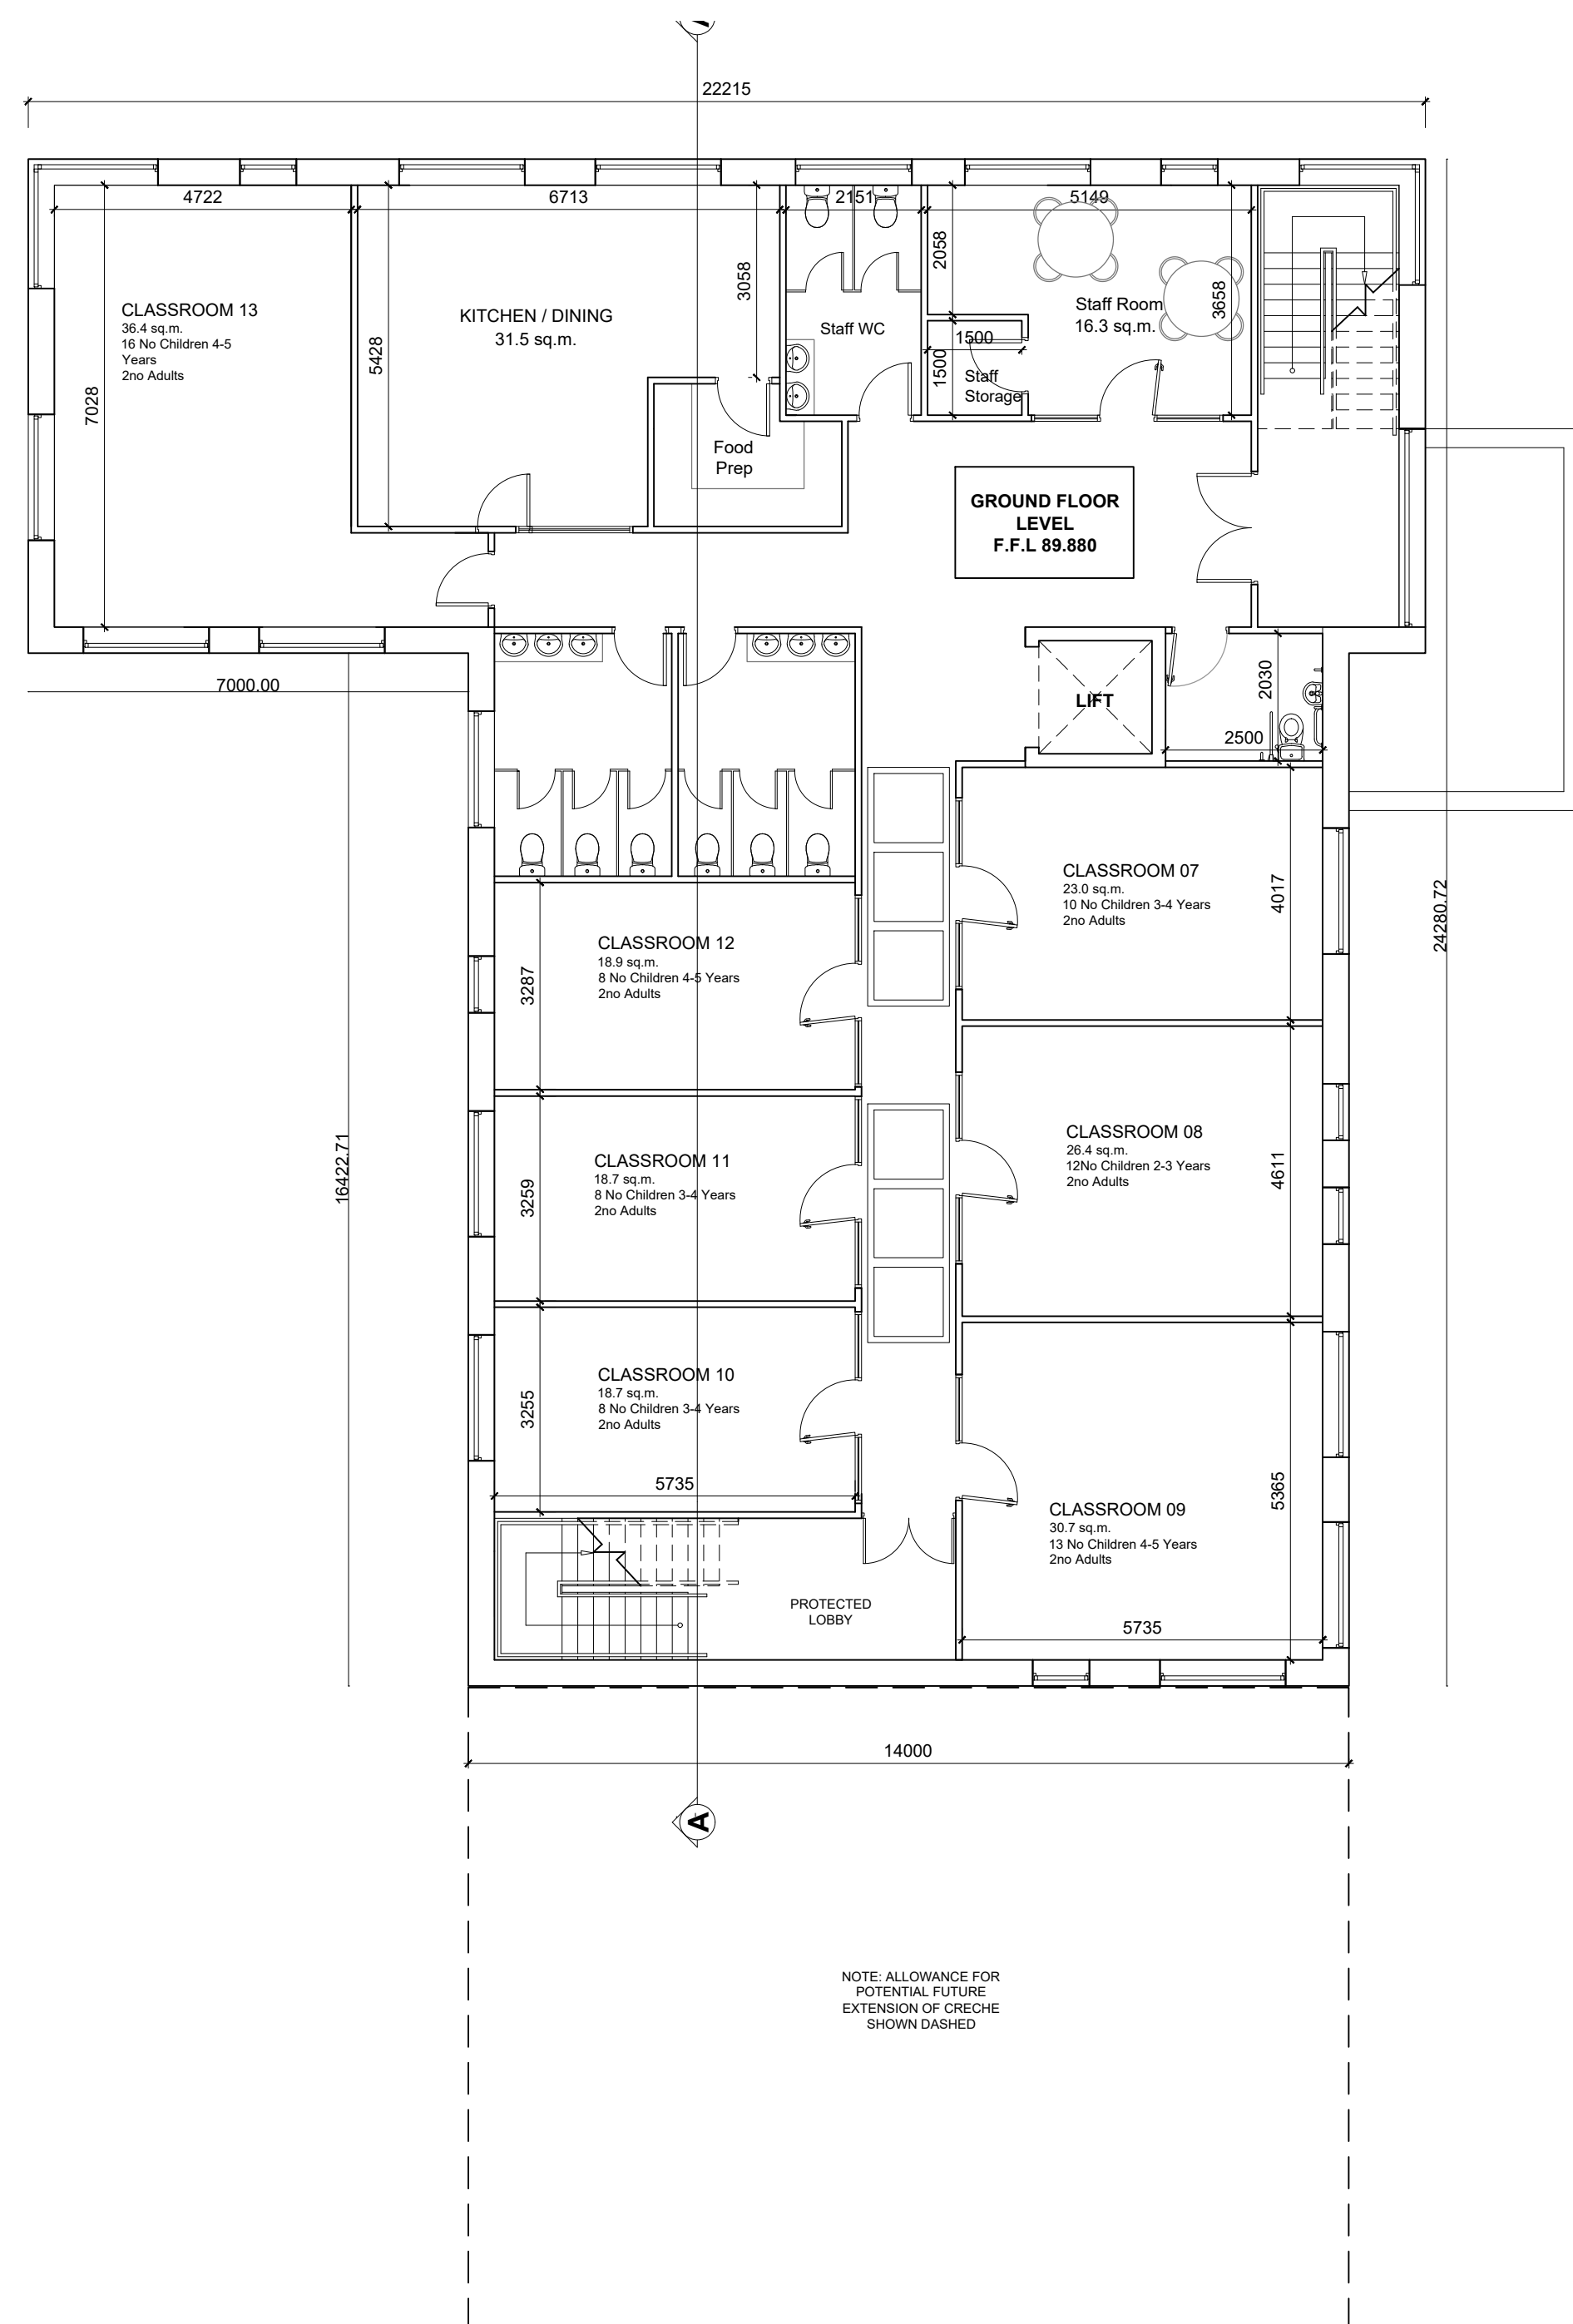 22215
4722
6713
2151
5149
2058
3058
3658
5428
7028
CLASSROOM 13
36.4 sq.m.
16 No Children 4-5
Years
2no Adults
KITCHEN / DINING
31.5 sq.m.
Staff WC
Staff Room
16.3 sq.m.
1500
1500
Staff
Storage
Food
Prep
GROUND FLOOR
LEVEL
F.F.L 89.880
7000.00
LIFT
2030
2500
CLASSROOM 07
23.0 sq.m.
10 No Children 3-4 Years
2no Adults
4017
24280.72
CLASSROOM 12
18.9 sq.m.
8 No Children 4-5 Years
2no Adults
3287
CLASSROOM 08
26.4 sq.m.
12No Children 2-3 Years
2no Adults
4611
16422.71
CLASSROOM 11
18.7 sq.m.
8 No Children 3-4 Years
2no Adults
3259
CLASSROOM 10
18.7 sq.m.
8 No Children 3-4 Years
2no Adults
3255
5735
CLASSROOM 09
30.7 sq.m.
13 No Children 4-5 Years
2no Adults
5365
5735
PROTECTED
LOBBY
14000
A
NOTE: ALLOWANCE FOR
POTENTIAL FUTURE
EXTENSION OF CRECHE
SHOWN DASHED